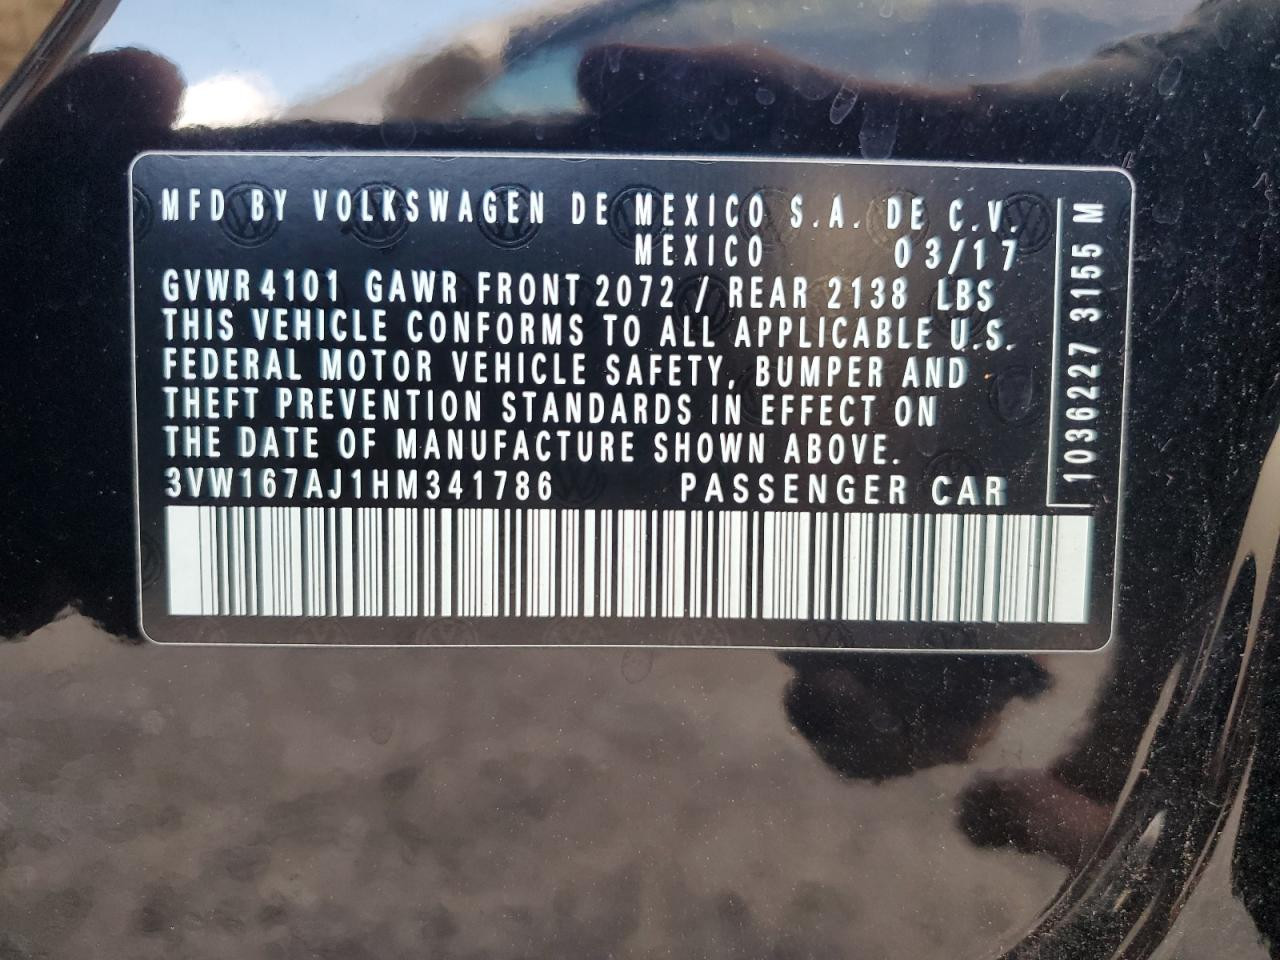 MFD BY VOLKSWAGEN DE MEXICO S.A. DE C.V.
MEXICO 03/17
GVWR 4101 GAWR FRONT 2072 / REAR 2138 LBS
THIS VEHICLE CONFORMS TO ALL APPLICABLE U.S.
FEDERAL MOTOR VEHICLE SAFETY, BUMPER AND
THEFT PREVENTION STANDARDS IN EFFECT ON
THE DATE OF MANUFACTURE SHOWN ABOVE.
3VW167AJ1HM341786 PASSENGER CAR
1036227 3155 M